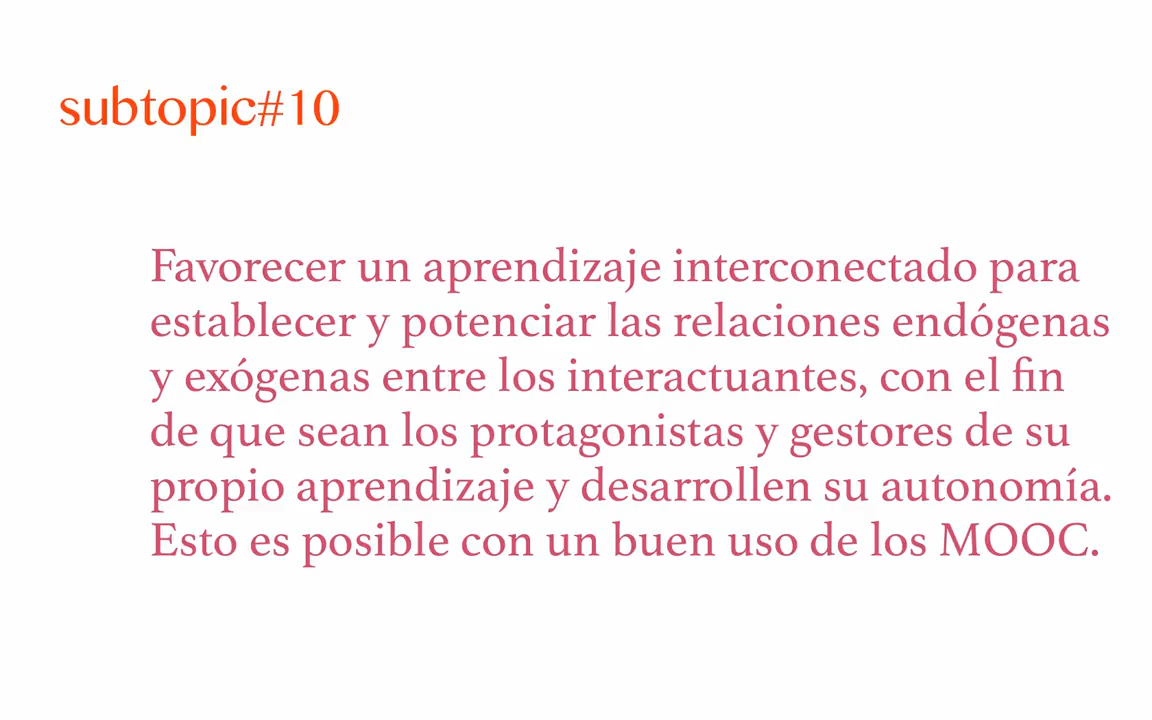 subtopic#10
Favorecer un aprendizaje interconectado para
establecer y potenciar las relaciones endógenas
y exógenas entre los interactuantes, con el fin
de que sean los protagonistas y gestores de su
propio aprendizaje y desarrollen su autonomía.
Esto es posible con un buen uso de los MOOC.